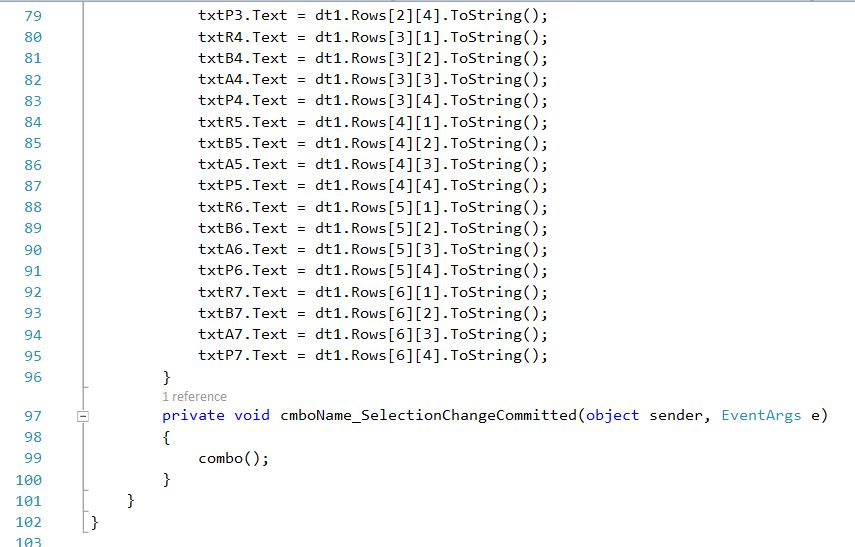 79 txtP3.Text = dt1.Rows[2][4].ToString();
80 txtR4.Text = dt1.Rows[3][1].ToString();
81 txtB4.Text = dt1.Rows[3][2].ToString();
82 txtA4.Text = dt1.Rows[3][3].ToString();
83 txtP4.Text = dt1.Rows[3][4].ToString();
84 txtR5.Text = dt1.Rows[4][1].ToString();
85 txtB5.Text = dt1.Rows[4][2].ToString();
86 txtA5.Text = dt1.Rows[4][3].ToString();
87 txtP5.Text = dt1.Rows[4][4].ToString();
88 txtR6.Text = dt1.Rows[5][1].ToString();
89 txtB6.Text = dt1.Rows[5][2].ToString();
90 txtA6.Text = dt1.Rows[5][3].ToString();
91 txtP6.Text = dt1.Rows[5][4].ToString();
92 txtR7.Text = dt1.Rows[6][1].ToString();
93 txtB7.Text = dt1.Rows[6][2].ToString();
94 txtA7.Text = dt1.Rows[6][3].ToString();
95 txtP7.Text = dt1.Rows[6][4].ToString();
96 }
1 reference
97 private void cmboName_SelectionChangeCommitted(object sender, EventArgs e)
98 {
99 combo();
100 }
101 }
102 }
103